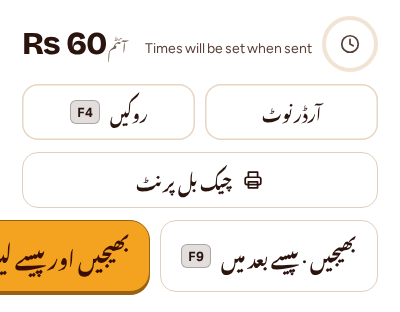 Rs 60 آئٹم Times will be set when sent
روکیں F4
آرڈر نوٹ
چیک بل پرنٹ
بھیجیں اور پیسے
بھیجیں · پیسے بعد میں F9